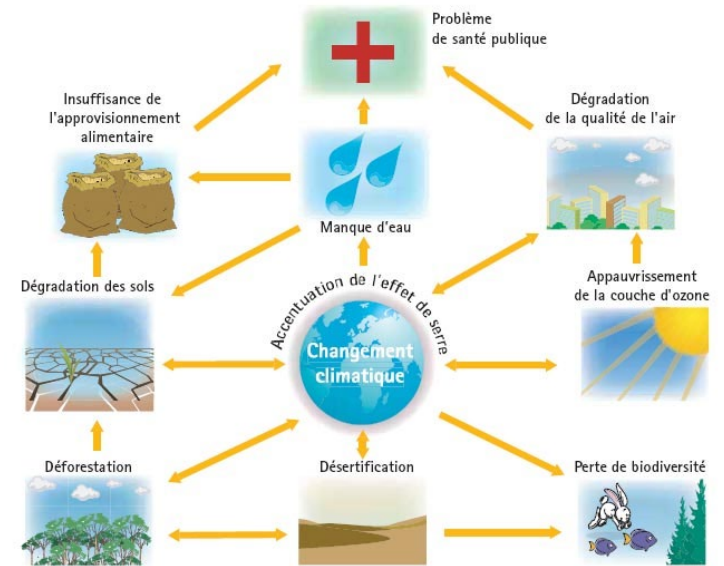 Problème
de santé publique
Insuffisance de
l'approvisionnement
alimentaire
Dégradation
de la qualité de l'air
Manque d'eau
Dégradation des sols
Accentuation de l'effet de serre
Appauvrissement
de la couche d'ozone
Changement
climatique
Déforestation
Désertification
Perte de biodiversité